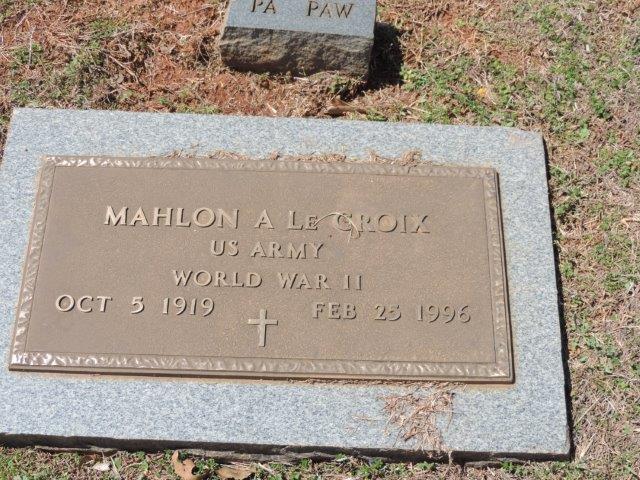 PA PAW
MAHLON A LE CROIX
US ARMY
WORLD WAR II
OCT 5 1919 FEB 25 1996